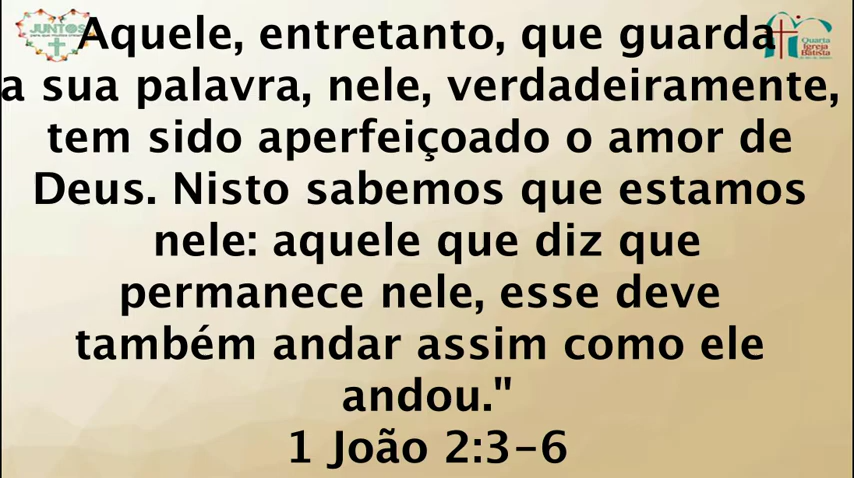 JUNTOS
Aquele, entretanto, que guarda
Quarta
Igreja
Batista
a sua palavra, nele, verdadeiramente,
tem sido aperfeiçoado o amor de
Deus. Nisto sabemos que estamos
nele: aquele que diz que
permanece nele, esse deve
também andar assim como ele
andou."
1 João 2:3-6